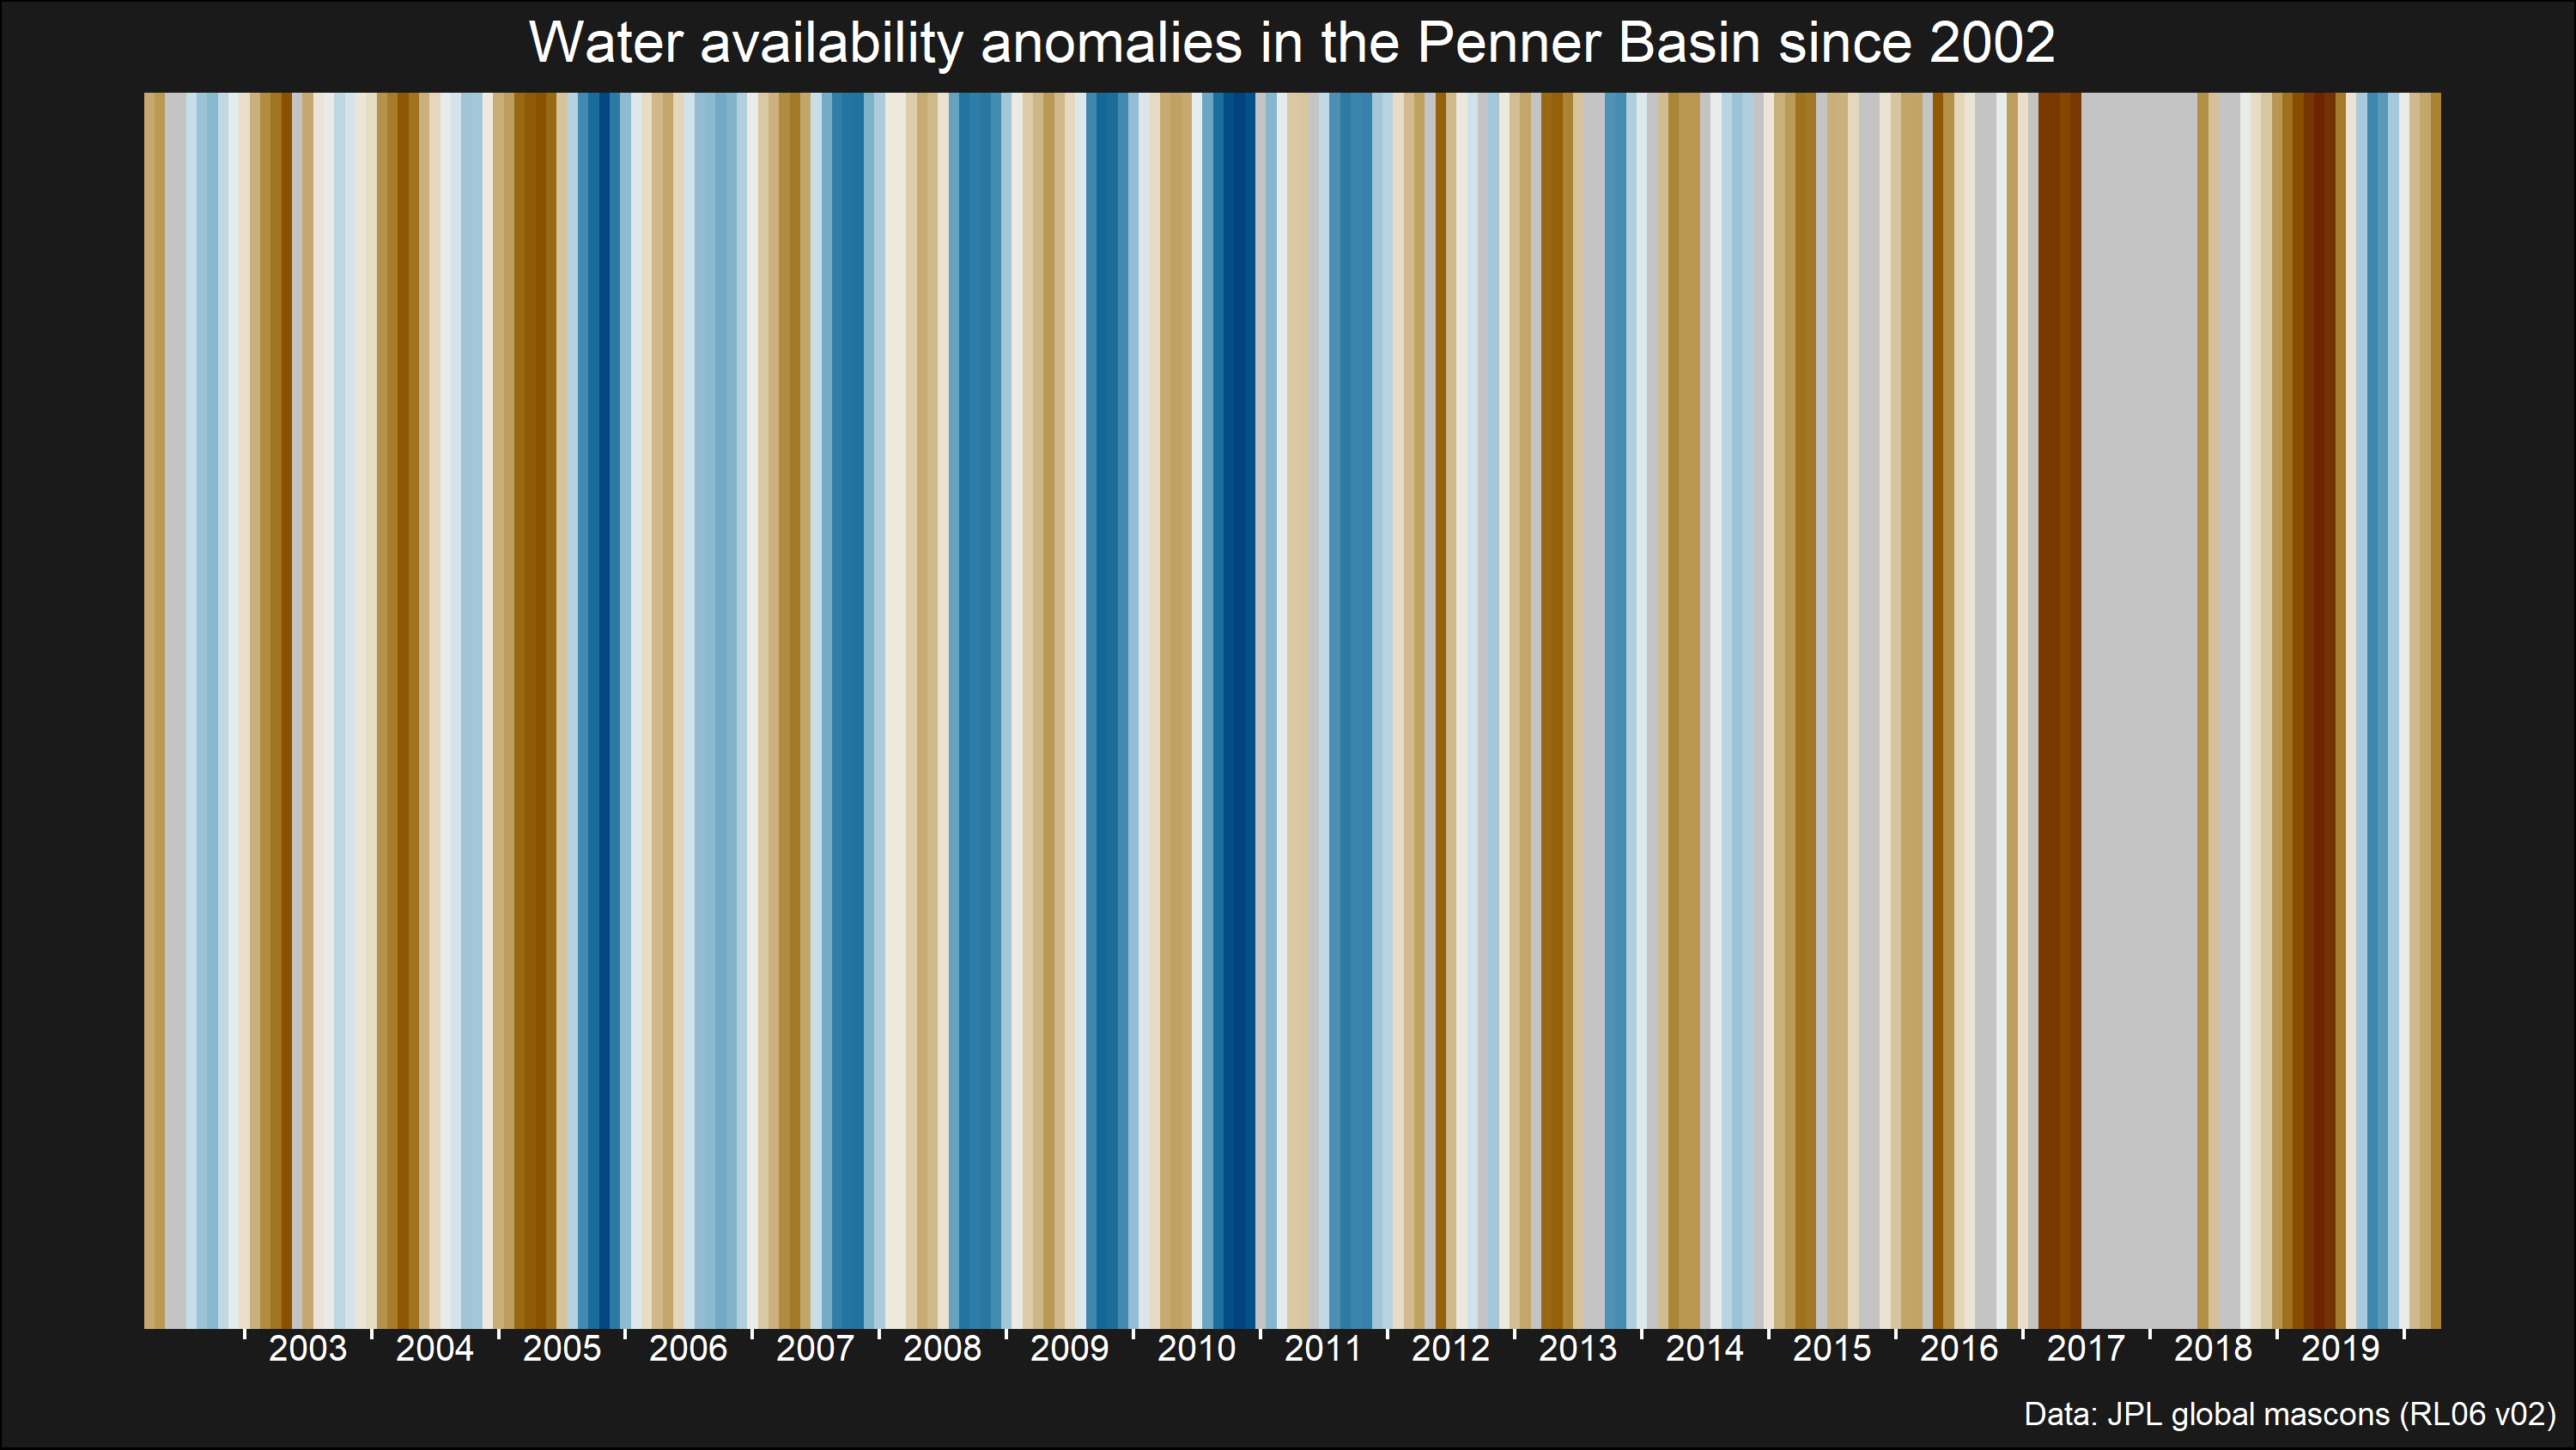 Water availability anomalies in the Penner Basin since 2002
2003 2004 2005 2006 2007 2008 2009 2010 2011 2012 2013 2014 2015 2016 2017 2018 2019
Data: JPL global mascons (RL06 v02)